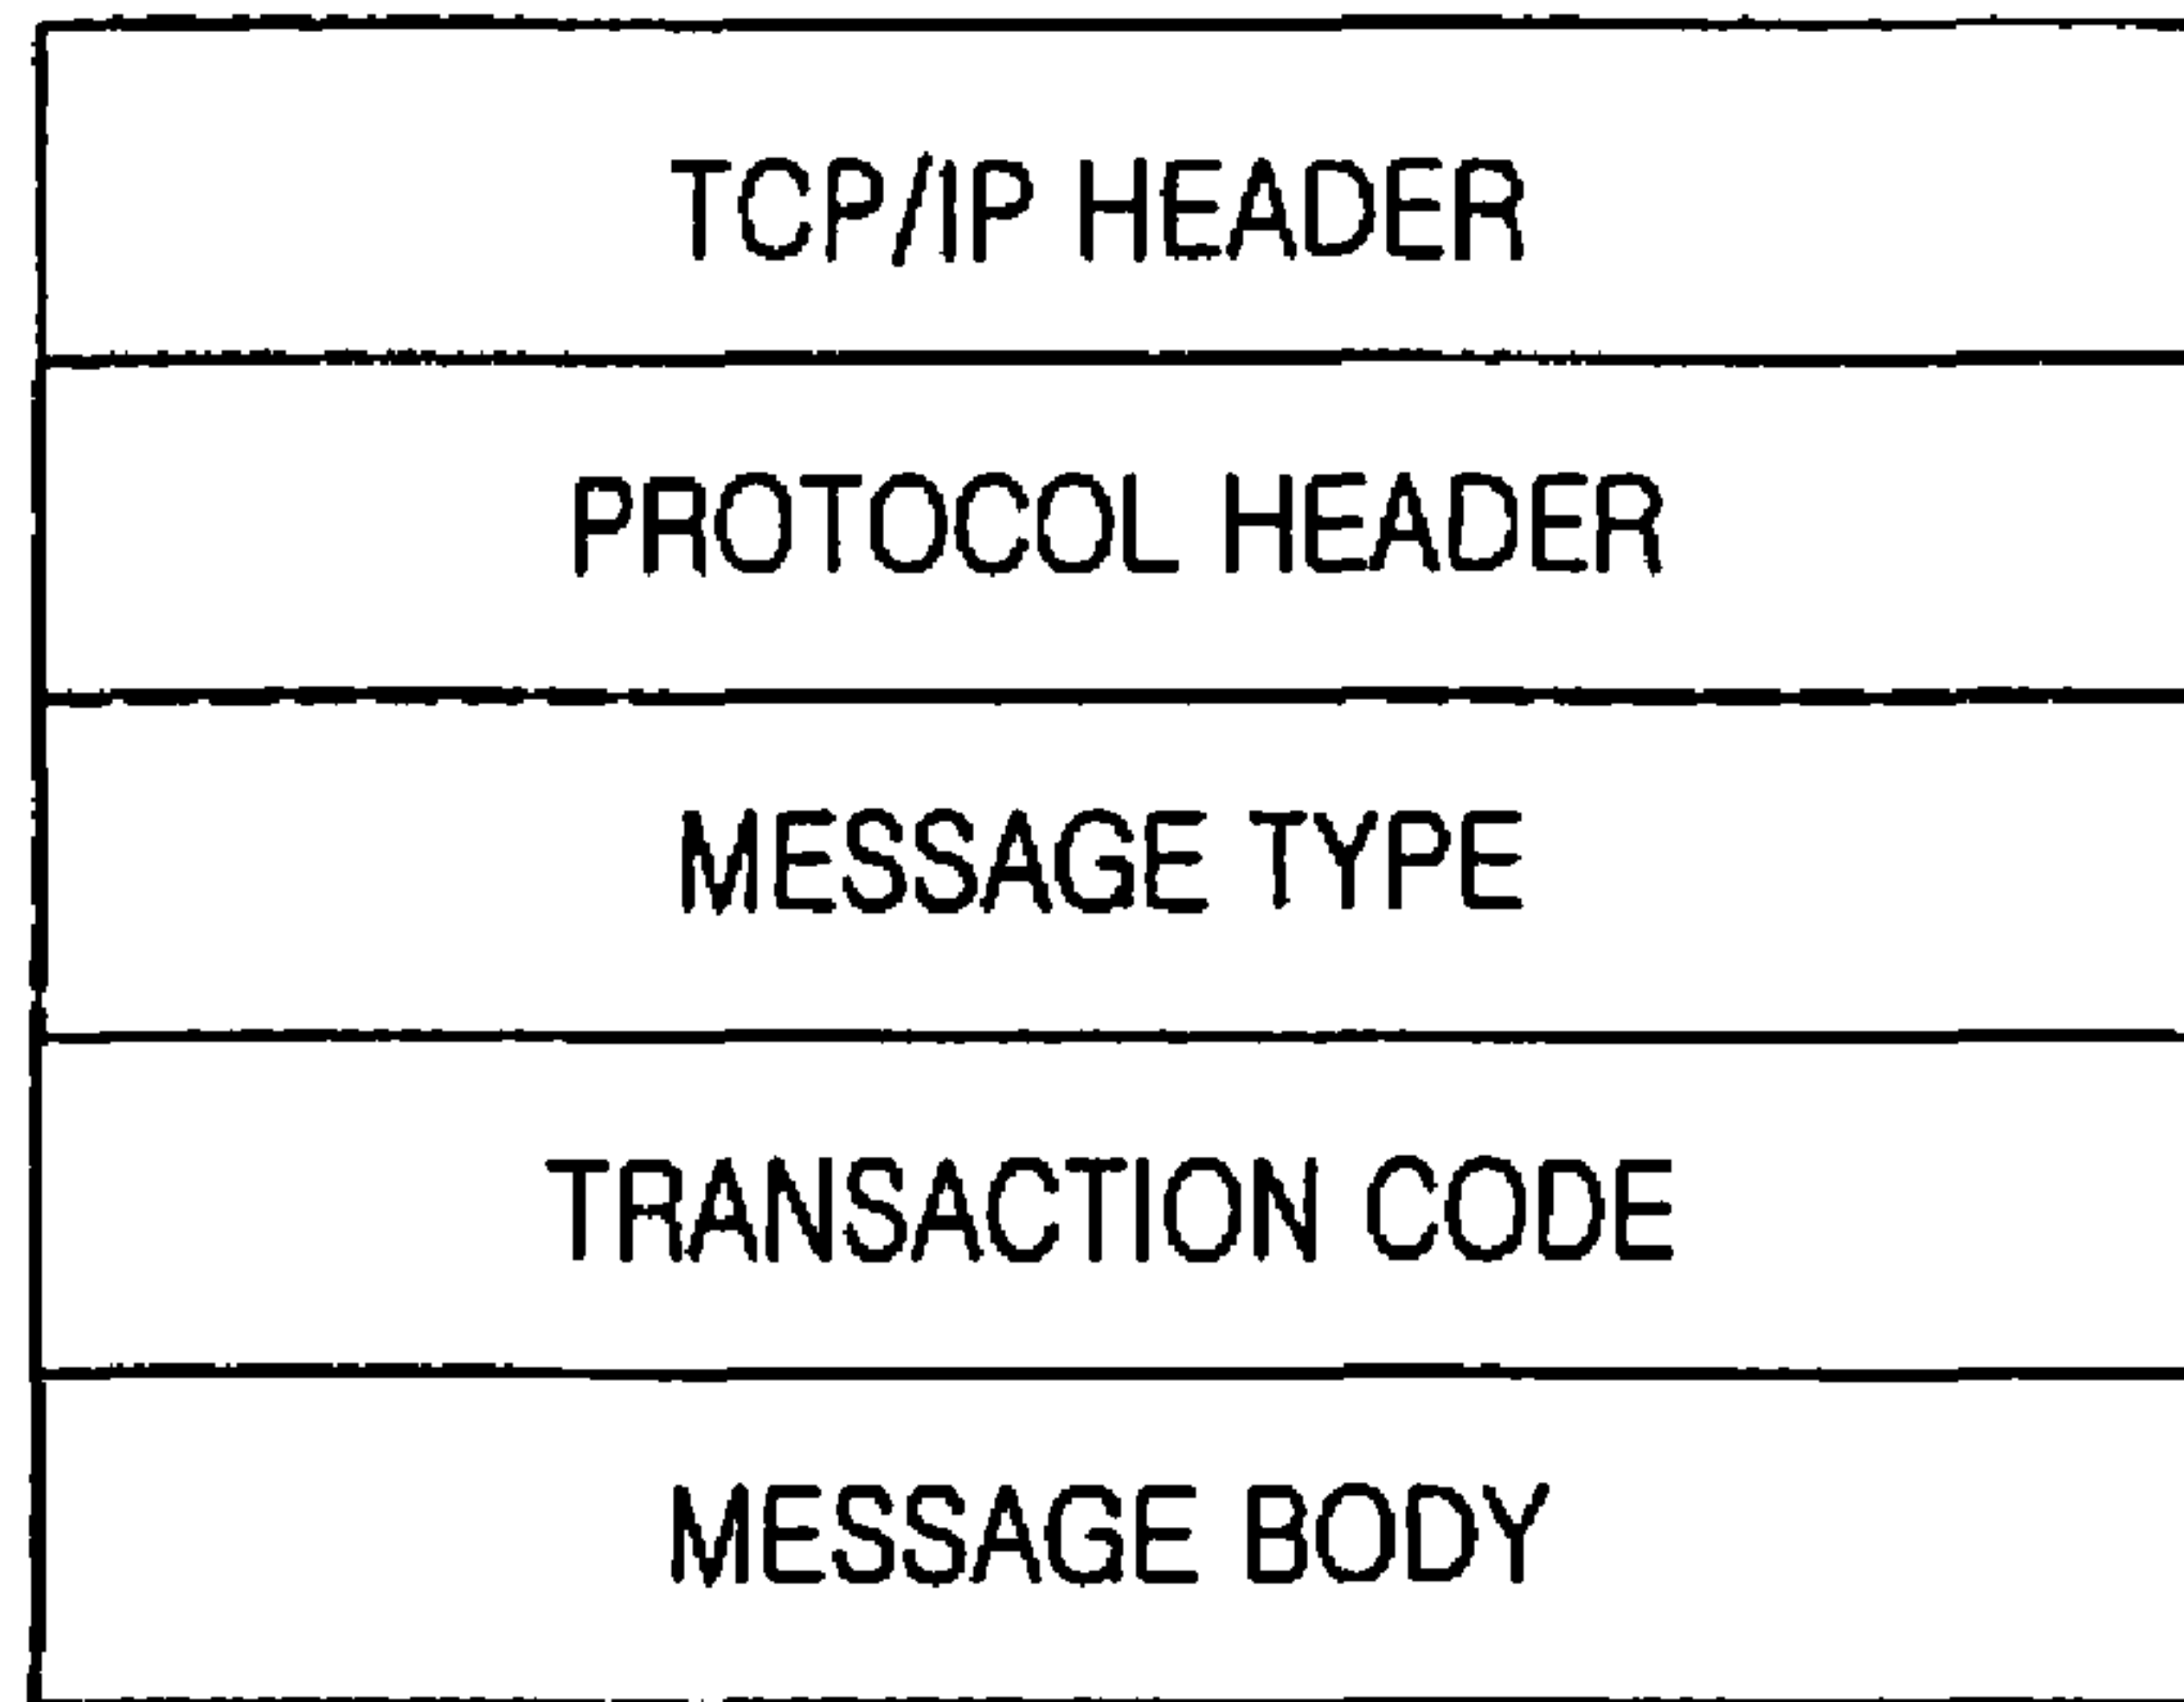 TCP/IP HEADER
PROTOCOL HEADER
MESSAGE TYPE
TRANSACTION CODE
MESSAGE BODY